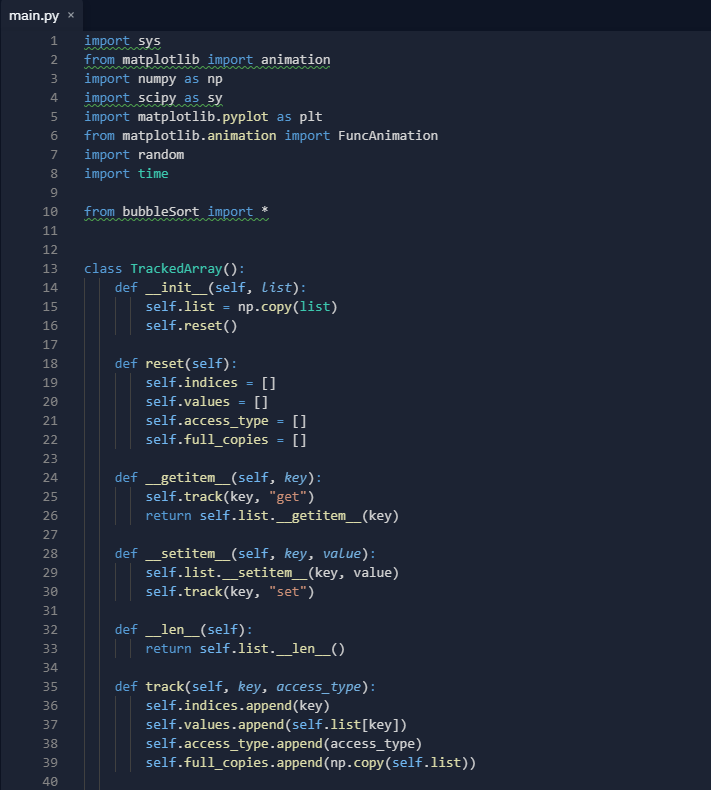 main.py ×
1 import sys
2 from matplotlib import animation
3 import numpy as np
4 import scipy as sy
5 import matplotlib.pyplot as plt
6 from matplotlib.animation import FuncAnimation
7 import random
8 import time
9
10 from bubbleSort import *
11
12
13 class TrackedArray():
14     def __init__(self, list):
15         self.list = np.copy(list)
16         self.reset()
17
18     def reset(self):
19         self.indices = []
20         self.values = []
21         self.access_type = []
22         self.full_copies = []
23
24     def __getitem__(self, key):
25         self.track(key, "get")
26         return self.list.__getitem__(key)
27
28     def __setitem__(self, key, value):
29         self.list.__setitem__(key, value)
30         self.track(key, "set")
31
32     def __len__(self):
33         return self.list.__len__()
34
35     def track(self, key, access_type):
36         self.indices.append(key)
37         self.values.append(self.list[key])
38         self.access_type.append(access_type)
39         self.full_copies.append(np.copy(self.list))
40